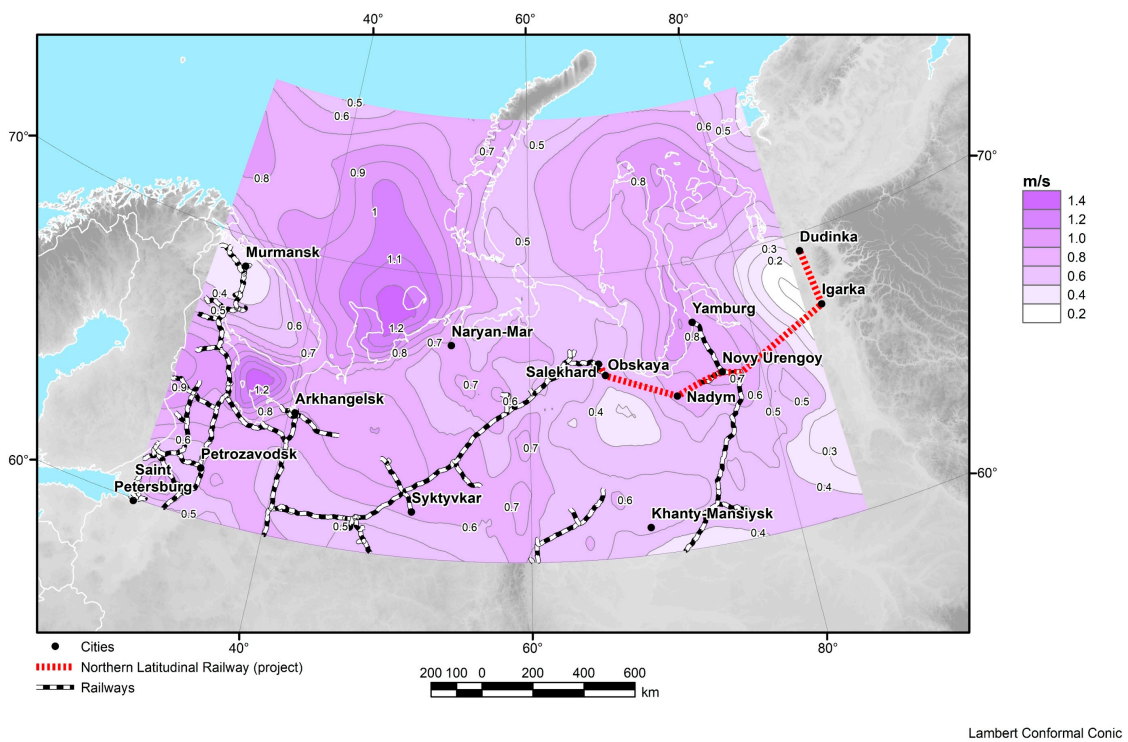 40° 60° 80°
0.5
0.6
0.6 0.5
70°
0.7
0.5
70°
0.9
0.8
0.8
1
m/s
1.4
1.2
1.0
0.8
0.6
0.4
0.2
Dudinka
0.5
0.3
0.2
Murmansk
1.1
Igarka
0.4
0.5
Yamburg
0.6
1.2
Naryan-Mar
0.8
0.7
0.7
0.8
Novy Urengoy
Obskaya
Salekhard
0.7
0.9
1.2
0.7
0.6
Nadym
0.6
0.5
0.5
Arkhangelsk
0.8
0.6
0.4
0.7
0.3
60°
Petrozavodsk
Saint
Petersburg
60°
0.4
Syktyvkar
0.6
0.7
Khanty-Mansiysk
0.5
0.5
0.6
0.4
40° 60° 80°
Cities
Northern Latitudinal Railway (project)
Railways
200 100 0 200 400 600
km
Lambert Conformal Conic